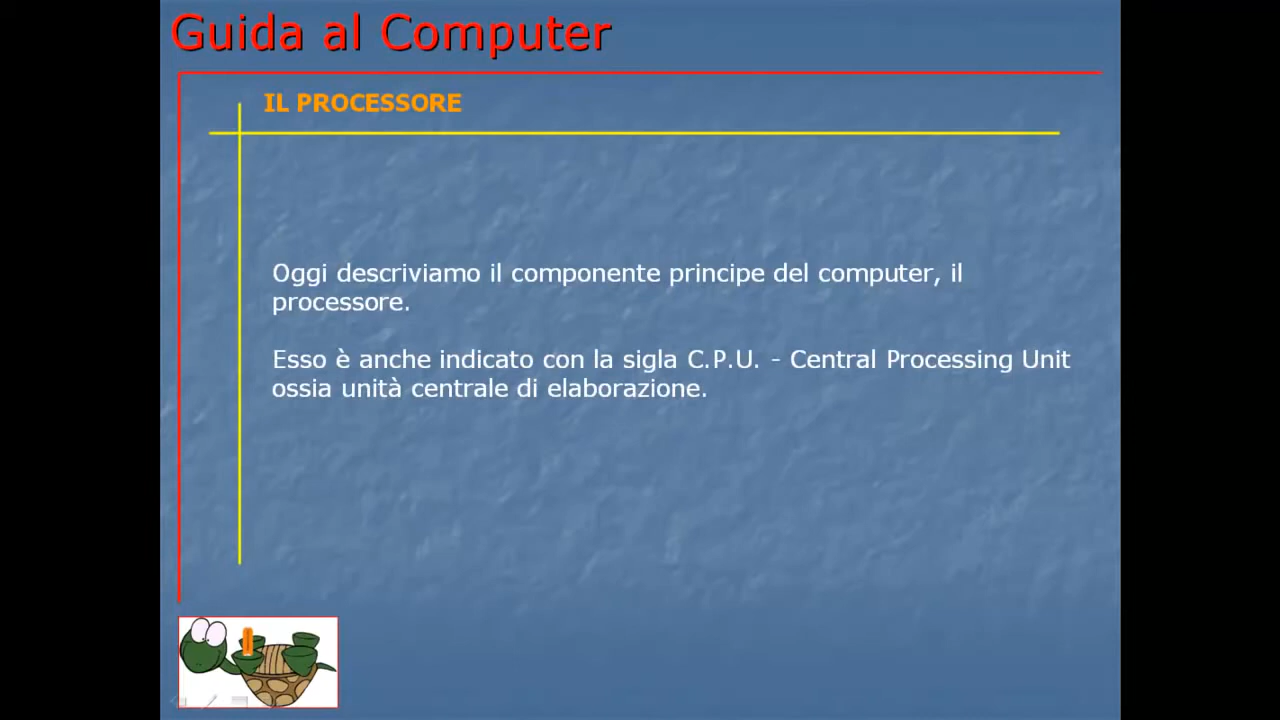 Guida al Computer
IL PROCESSORE
Oggi descriviamo il componente principe del computer, il
processore.
Esso è anche indicato con la sigla C.P.U. - Central Processing Unit
ossia unità centrale di elaborazione.